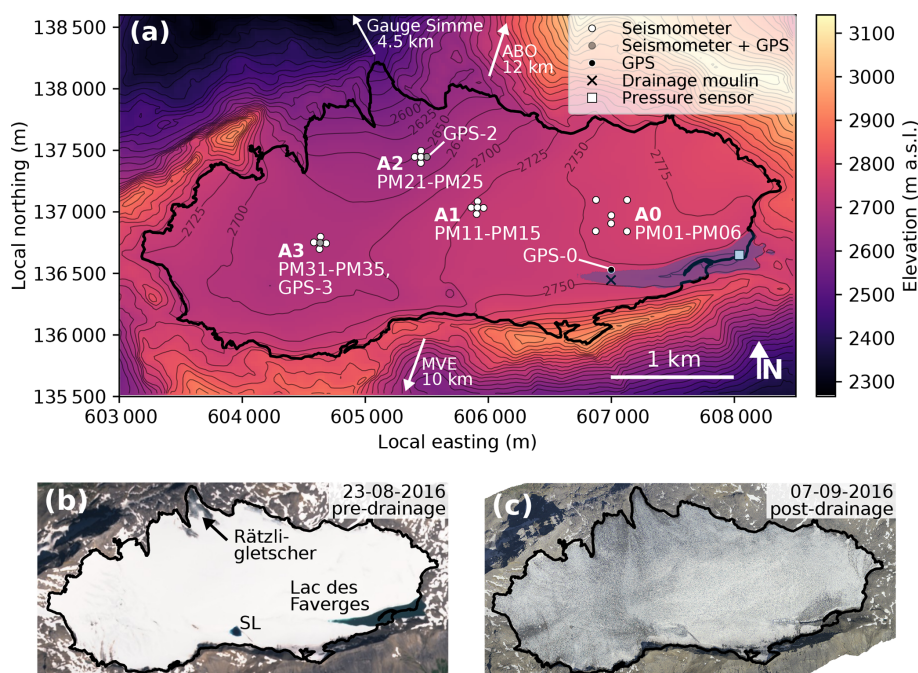 (a)
Gauge Simme
4.5 km
ABO
12 km
Seismometer
Seismometer + GPS
GPS
Drainage moulin
Pressure sensor
138 500
138 000
137 500
137 000
136 500
136 000
135 500
Local northing (m)
2600
2625
2650
2700
2725
2750
2775
2725
2700
2750
GPS-2
A2
PM21-PM25
A1
PM11-PM15
A0
PM01-PM06
GPS-0
A3
PM31-PM35,
GPS-3
MVE
10 km
1 km
N
603 000
604 000
605 000
606 000
607 000
608 000
Local easting (m)
3100
3000
2900
2800
2700
2600
2500
2400
2300
Elevation (m a.s.l.)
(b)
23-08-2016
pre-drainage
Rätzli-
gletscher
Lac des
Faverges
SL
(c)
07-09-2016
post-drainage